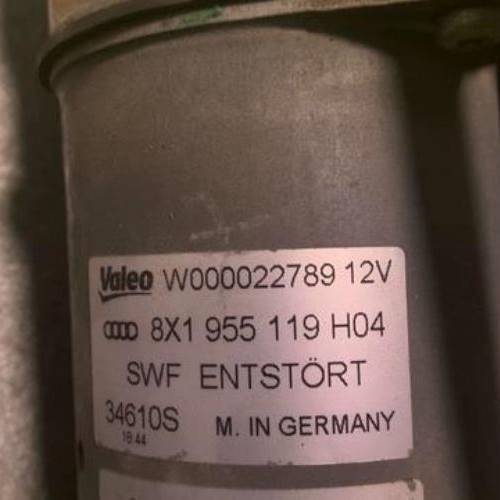 Valeo W000022789 12V
8X1 955 119 H04
SWF ENTSTÖRT
34610S M. IN GERMANY
18:44